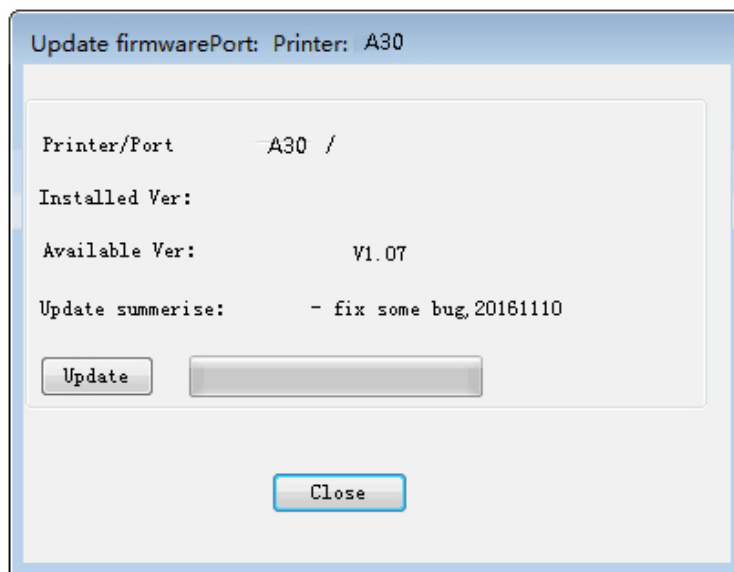 Update firmwarePort: Printer: A30
Printer/Port A30 /
Installed Ver:
Available Ver: V1.07
Update summerise: - fix some bug,20161110
Update
Close